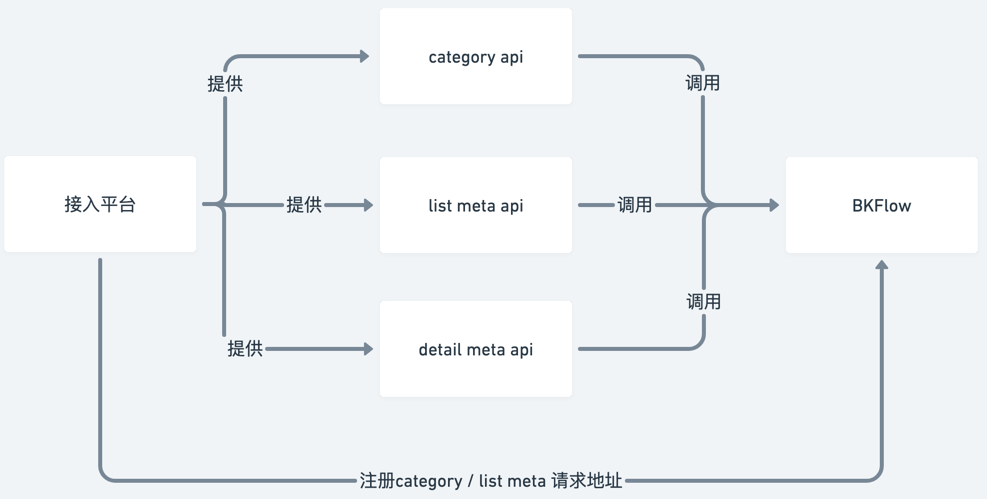 category api
提供
调用
接入平台
提供
list meta api
调用
BKFlow
调用
提供
detail meta api
注册category / list meta 请求地址